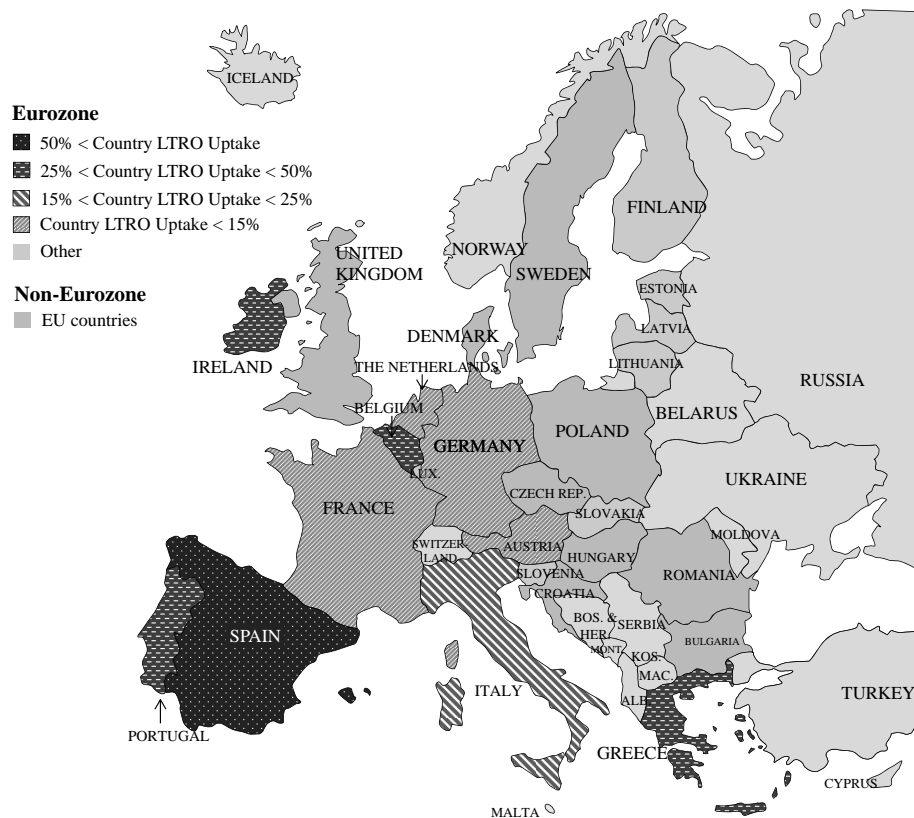 ICELAND
Eurozone
50% < Country LTRO Uptake
25% < Country LTRO Uptake < 50%
15% < Country LTRO Uptake < 25%
Country LTRO Uptake < 15%
Other
Non-Eurozone
EU countries
UNITED
KINGDOM
IRELAND
NORWAY
SWEDEN
FINLAND
ESTONIA
LATVIA
LITHUANIA
DENMARK
THE NETHERLANDS
BELGIUM
RUSSIA
BELARUS
POLAND
GERMANY
LUX.
UKRAINE
CZECH REP.
SLOVAKIA
FRANCE
MOLDOVA
SWITZER-
LAND
AUSTRIA
HUNGARY
SLOVENIA
ROMANIA
CROATIA
BOS. &
HER.
SERBIA
SPAIN
MONT.
KOS.
BULGARIA
MAC.
ALB.
ITALY
TURKEY
PORTUGAL
GREECE
CYPRUS
MALTA